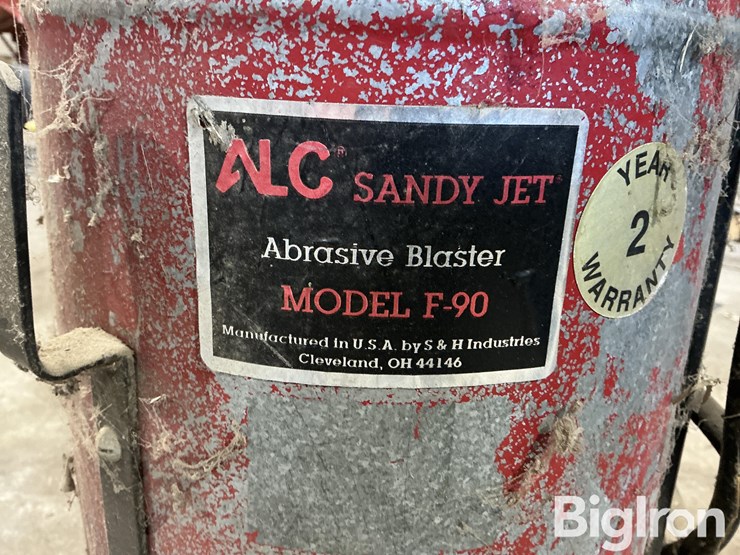 ALC® SANDY JET®
Abrasive Blaster
MODEL F-90
Manufactured in U.S.A. by S & H Industries
Cleveland, OH 44146
YEAR
2
WARRANTY
BigIron